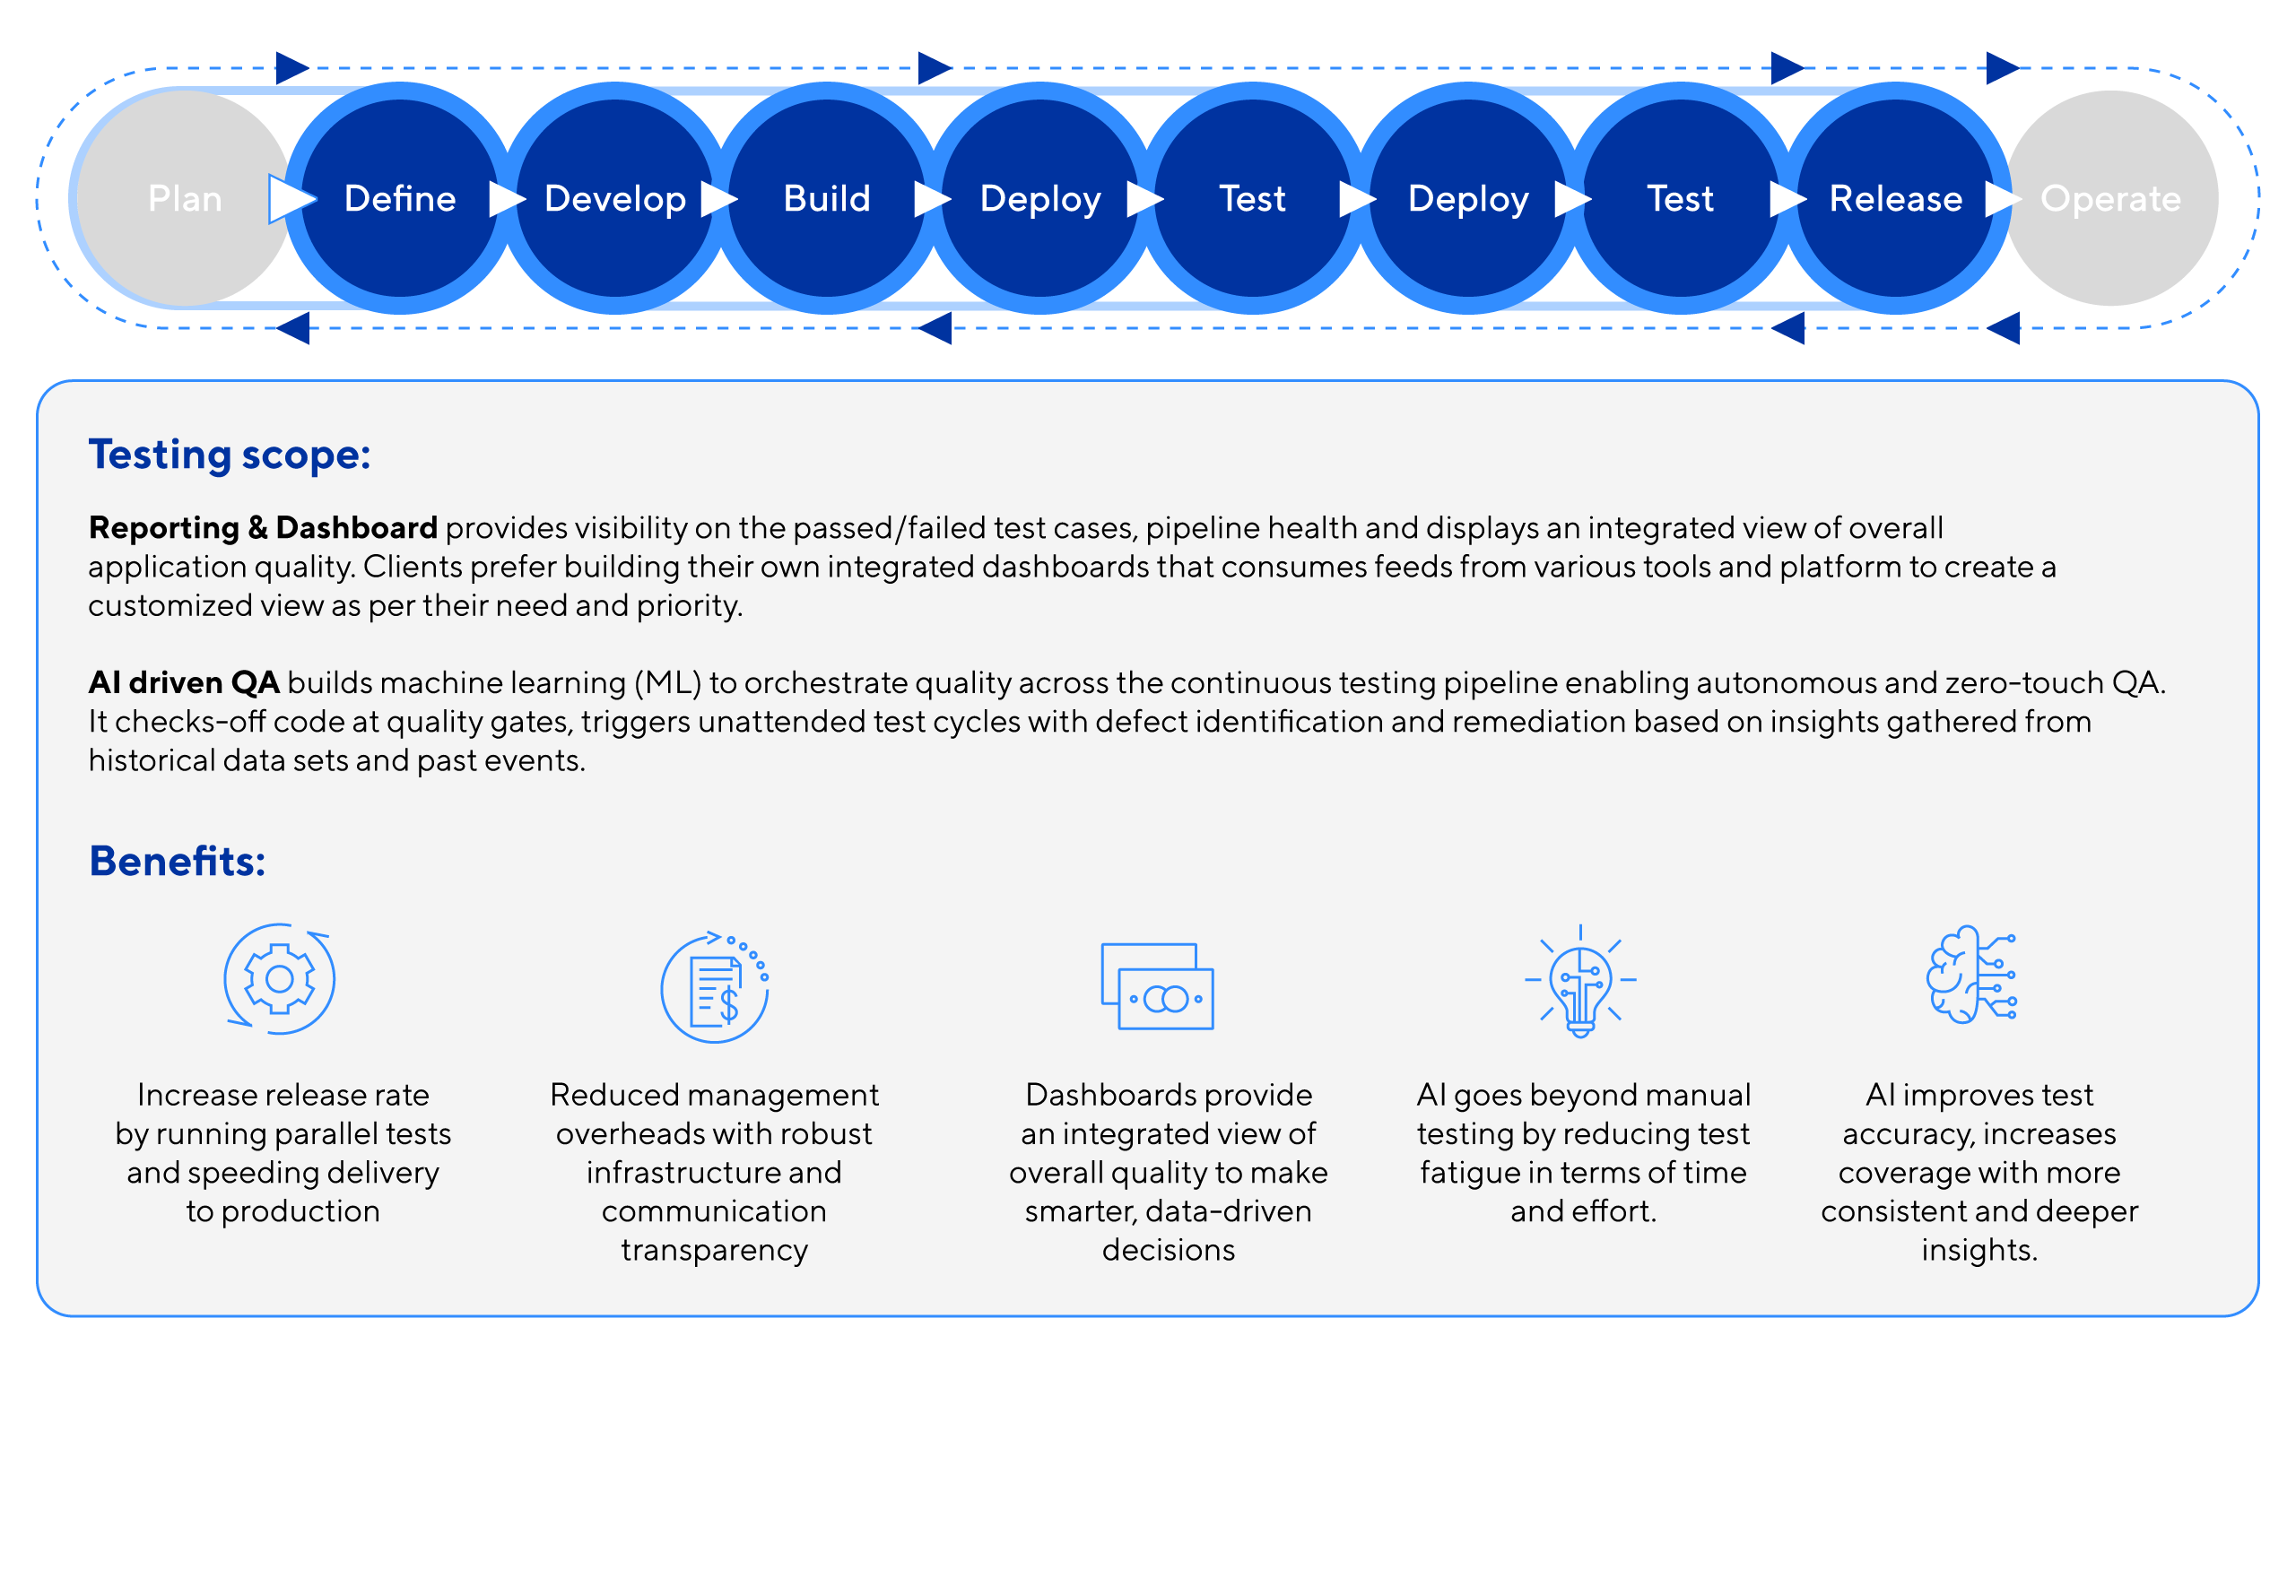 Plan
Define
Develop
Build
Deploy
Test
Deploy
Test
Release
Operate
Testing scope:
Reporting & Dashboard provides visibility on the passed/failed test cases, pipeline health and displays an integrated view of overall
application quality. Clients prefer building their own integrated dashboards that consumes feeds from various tools and platform to create a
customized view as per their need and priority.
AI driven QA builds machine learning (ML) to orchestrate quality across the continuous testing pipeline enabling autonomous and zero-touch QA.
It checks-off code at quality gates, triggers unattended test cycles with defect identification and remediation based on insights gathered from
historical data sets and past events.
Benefits:
Increase release rate
by running parallel tests
and speeding delivery
to production
Reduced management
overheads with robust
infrastructure and
communication
transparency
Dashboards provide
an integrated view of
overall quality to make
smarter, data-driven
decisions
AI goes beyond manual
testing by reducing test
fatigue in terms of time
and effort.
AI improves test
accuracy, increases
coverage with more
consistent and deeper
insights.